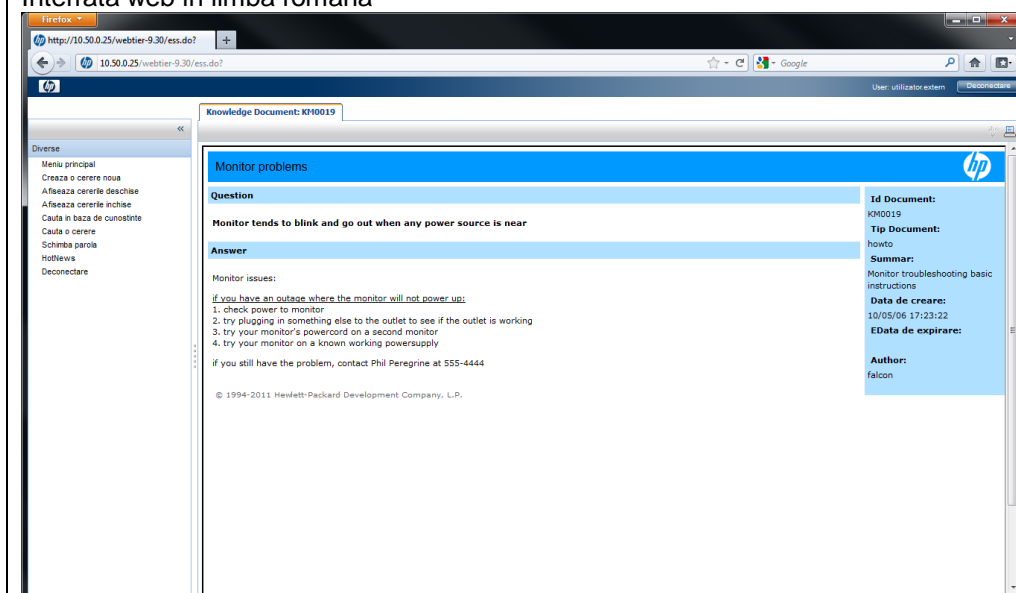 Interfata web in limba romana
Firefox
http://10.50.0.25/webtier-9.30/ess.do?
10.50.0.25/webtier-9.30/ess.do?
Google
hp
User: utilizator.extern
Deconectare
Knowledge Document: KM0019
«
Diverse
Meniu principal
Creaza o cerere noua
Afiseaza cererile deschise
Afiseaza cererile inchise
Cauta in baza de cunostinte
Cauta o cerere
Schimba parola
HotNews
Deconectare
Monitor problems
hp
Question
Monitor tends to blink and go out when any power source is near
Answer
Monitor issues:
if you have an outage where the monitor will not power up:
1. check power to monitor
2. try plugging in something else to the outlet to see if the outlet is working
3. try your monitor's powercord on a second monitor
4. try your monitor on a known working powersupply
if you still have the problem, contact Phil Peregrine at 555-4444
© 1994-2011 Hewlett-Packard Development Company, L.P.
Id Document:
KM0019
Tip Document:
howto
Summar:
Monitor troubleshooting basic
instructions
Data de creare:
10/05/06 17:23:22
EData de expirare:
Author:
falcon